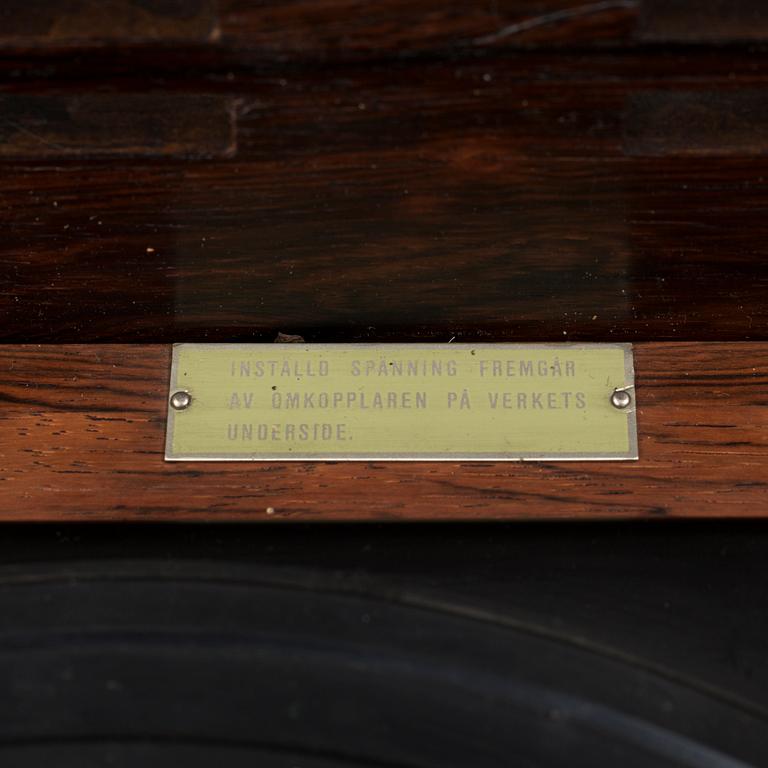 INSTÄLLD SPÄNNING FREMGÅR
AV OMKOPPLAREN PÅ VERKETS
UNDERSIDE.